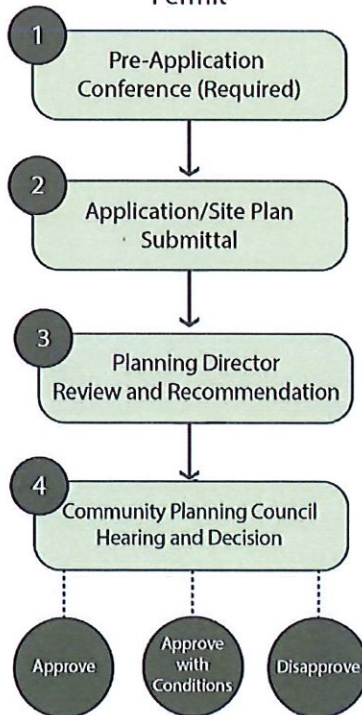 Permit
1
Pre-Application
Conference (Required)
2
Application/Site Plan
Submittal
3
Planning Director
Review and Recommendation
4
Community Planning Council
Hearing and Decision
Approve
Approve
with
Conditions
Disapprove